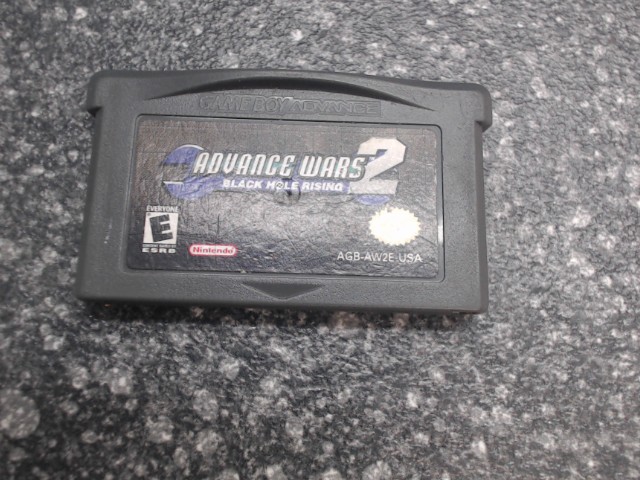 GAME BOY ADVANCE
ADVANCE WARS 2
BLACK HOLE RISING
EVERYONE
E
ESRB
Nintendo
AGB-AW2E-USA